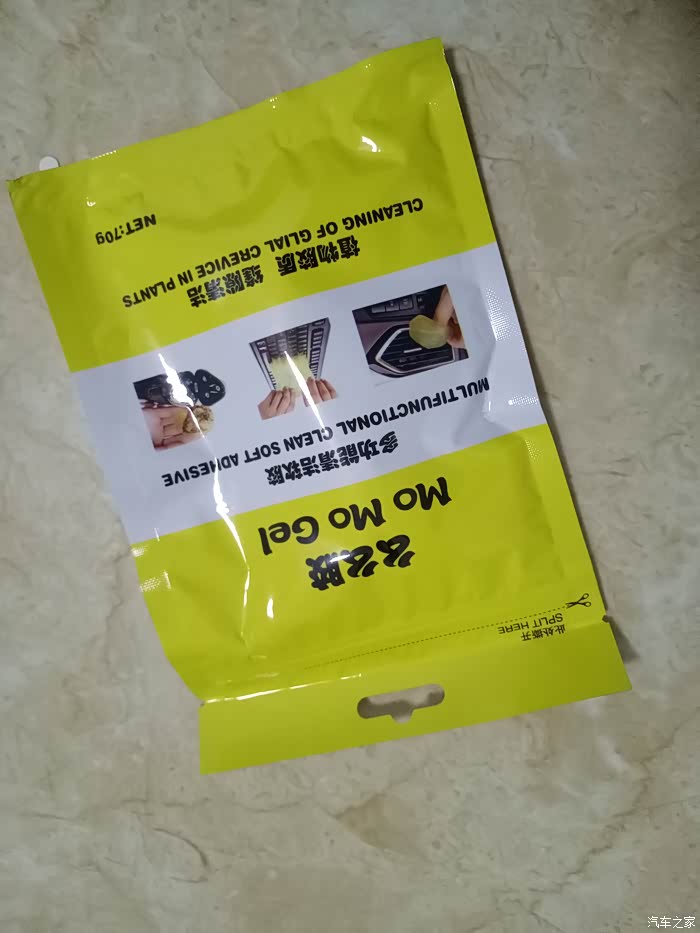 此处撕开
SPLIT HERE
么么胶
Mo Mo Gel
多功能清洁软胶
MULTIFUNCTIONAL CLEAN SOFT ADHESIVE
植物胶质 缝隙清洁
CLEANING OF GLIAL CREVICE IN PLANTS
NET:70g
汽车之家